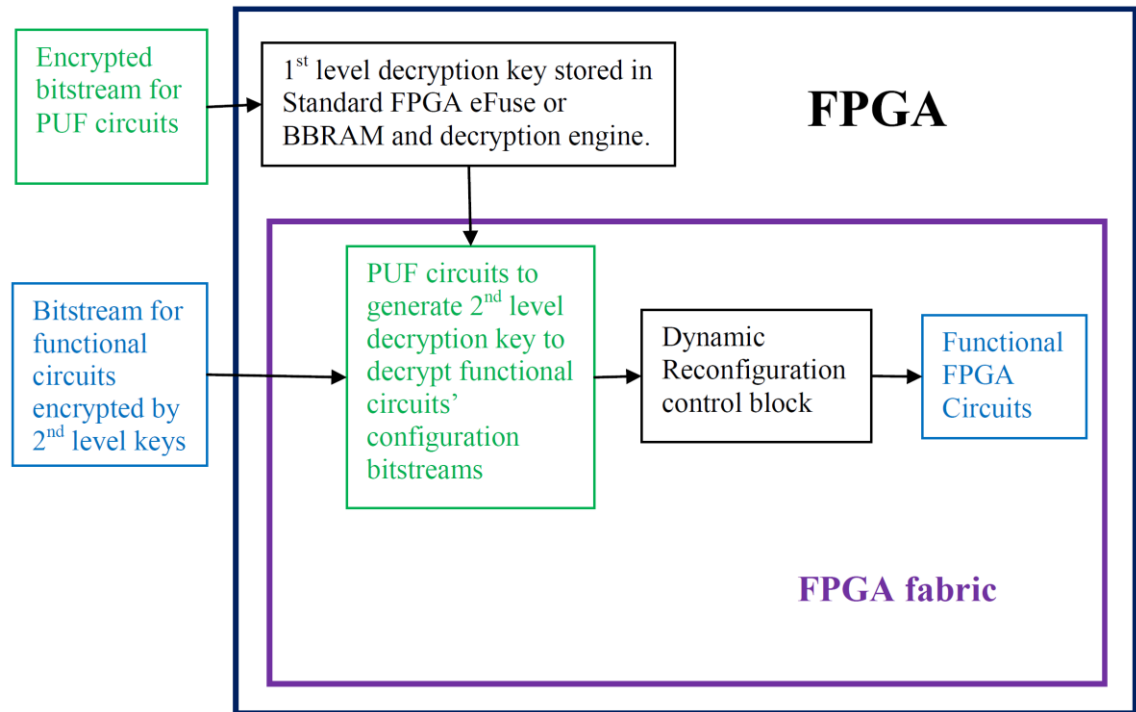 Encrypted
bitstream for
PUF circuits
1st level decryption key stored in
Standard FPGA eFuse or
BBRAM and decryption engine.
FPGA
Bitstream for
functional
circuits
encrypted by
2nd level keys
PUF circuits to
generate 2nd level
decryption key to
decrypt functional
circuits’
configuration
bitstreams
Dynamic
Reconfiguration
control block
Functional
FPGA
Circuits
FPGA fabric